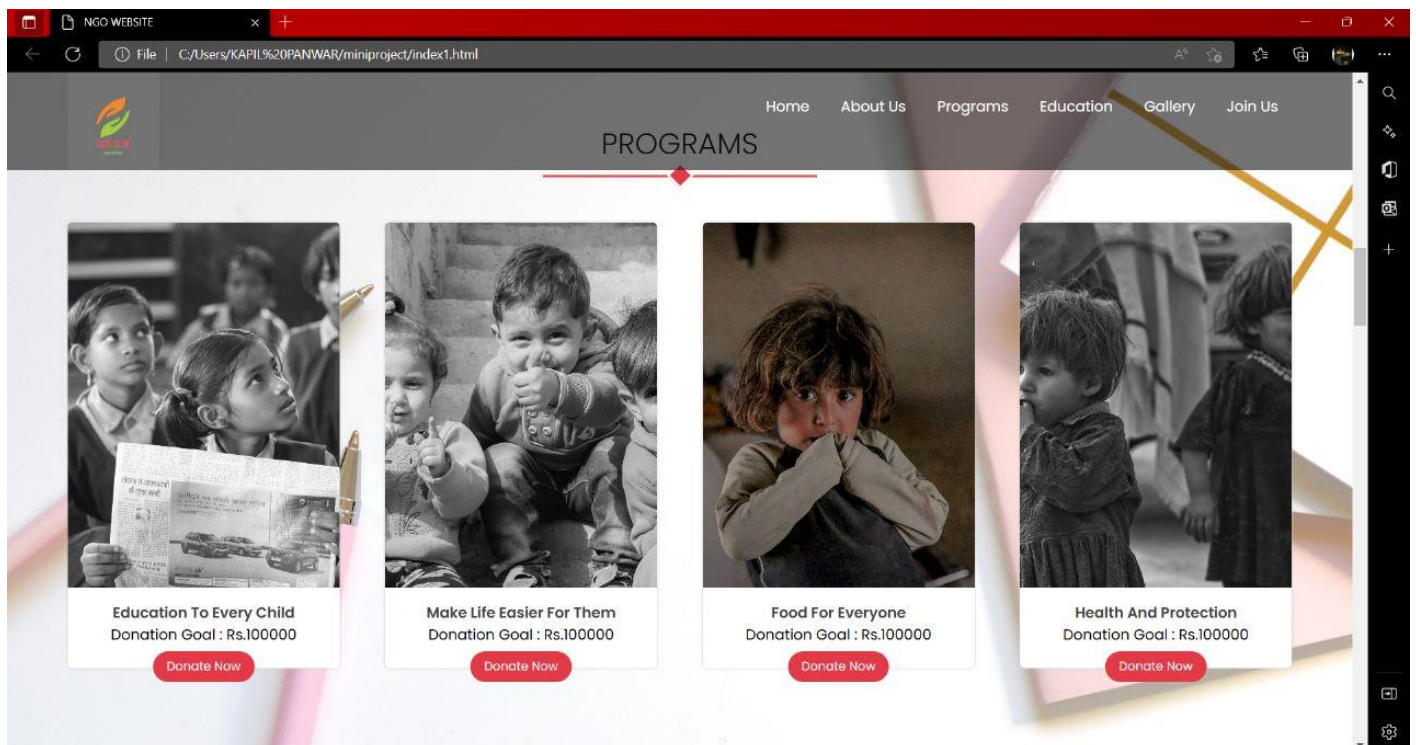 NGO WEBSITE
File
C:/Users/KAPIL%20PANWAR/miniproject/index1.html
Home About Us Programs Education Gallery Join Us
PROGRAMS
Education To Every Child
Donation Goal : Rs.100000
Donate Now
Make Life Easier For Them
Donation Goal : Rs.100000
Donate Now
Food For Everyone
Donation Goal : Rs.100000
Donate Now
Health And Protection
Donation Goal : Rs.100000
Donate Now